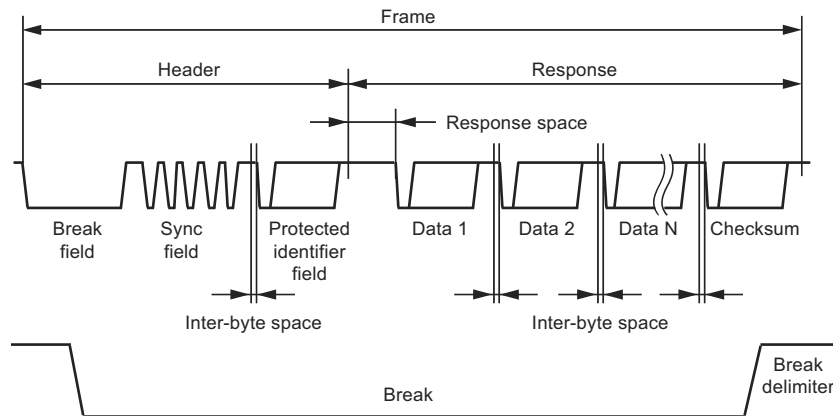 Frame
Header
Response
Response space
Break
field
Sync
field
Protected
identifier
field
Data 1
Data 2
Data N
Checksum
Inter-byte space
Inter-byte space
Break
Break
delimiter